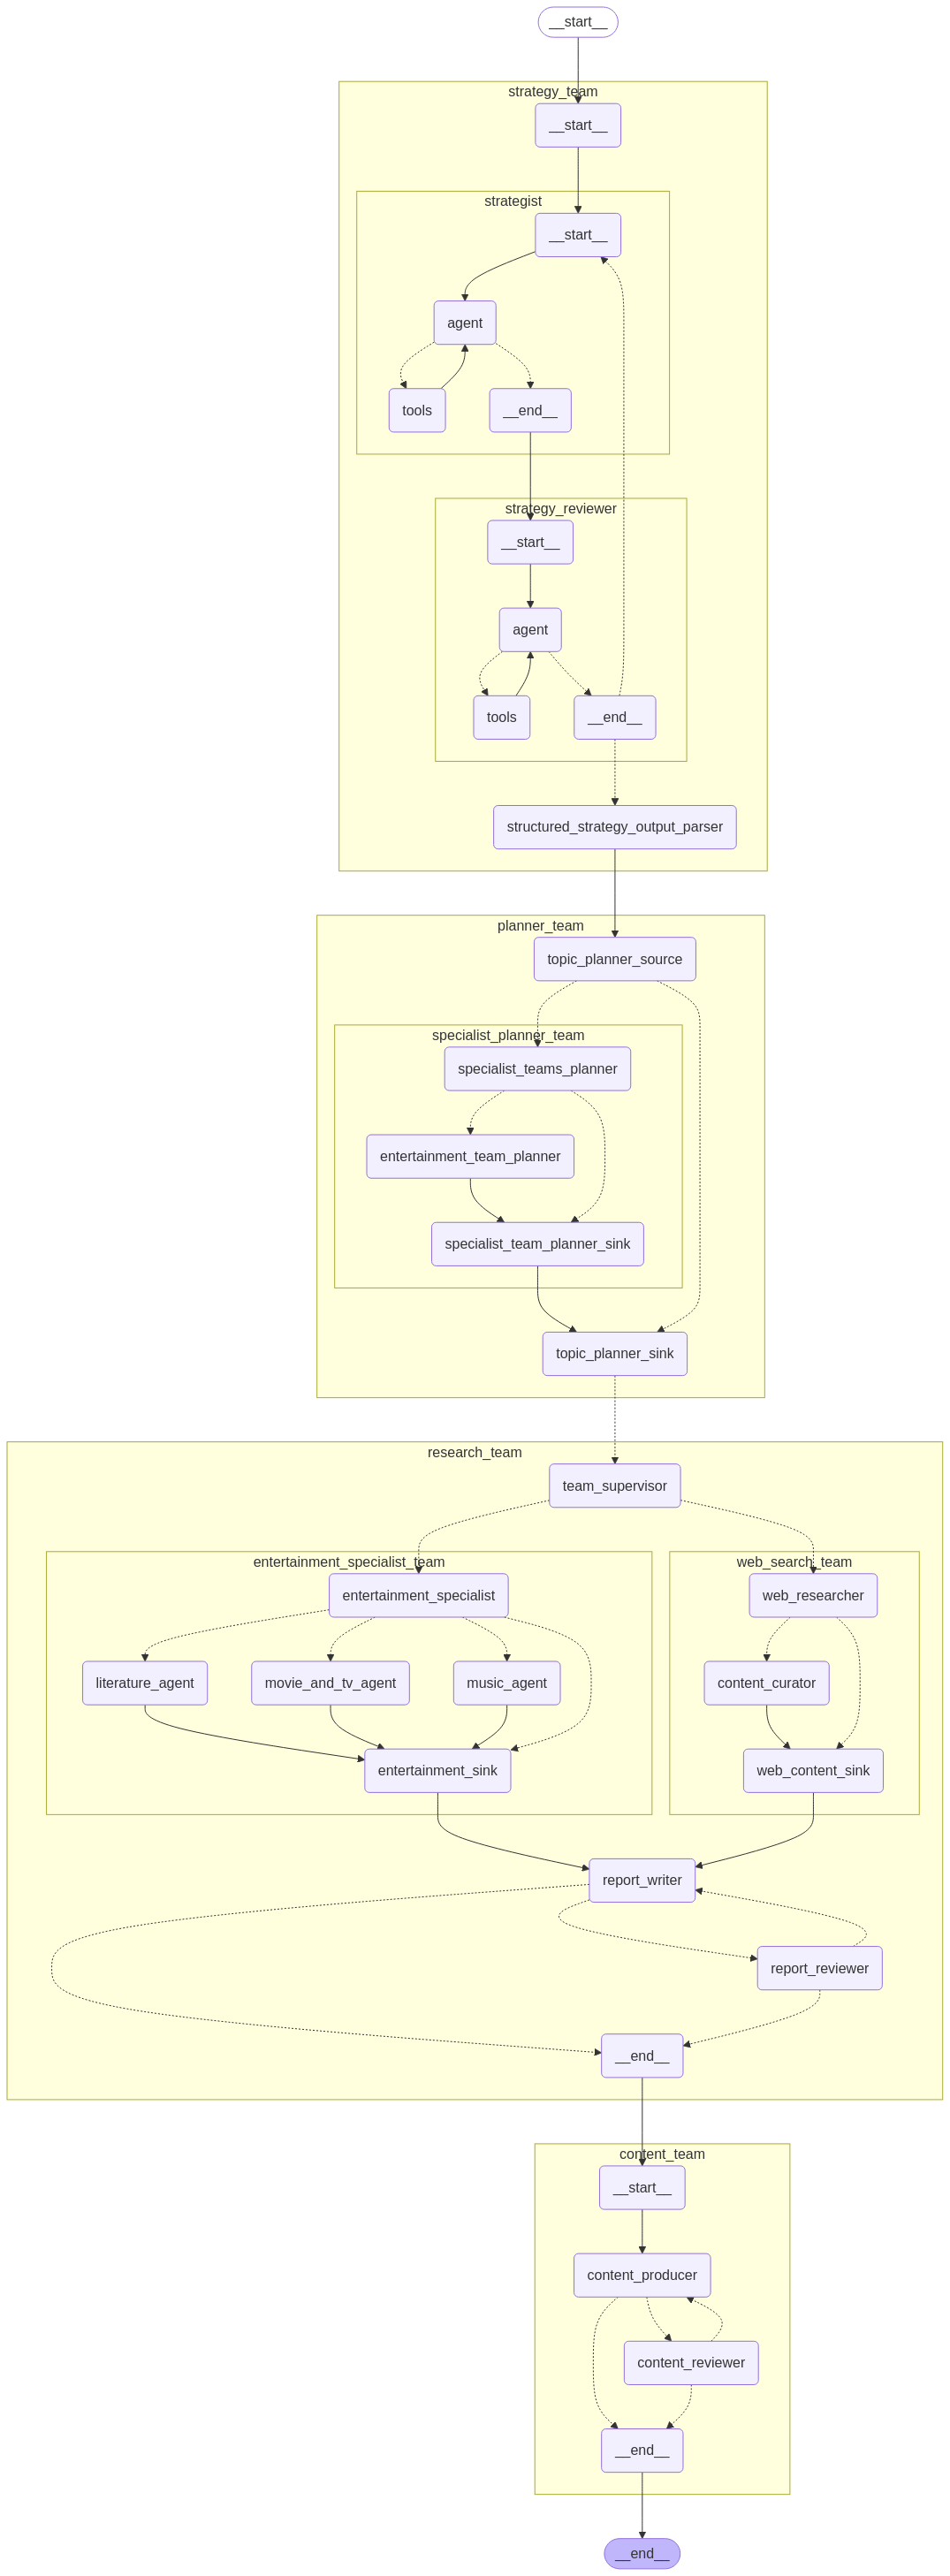 __start__
strategy_team
__start__
strategist
__start__
agent
tools
__end__
strategy_reviewer
__start__
agent
tools
__end__
structured_strategy_output_parser
planner_team
topic_planner_source
specialist_planner_team
specialist_teams_planner
entertainment_team_planner
specialist_team_planner_sink
topic_planner_sink
research_team
team_supervisor
entertainment_specialist_team
web_search_team
entertainment_specialist
web_researcher
literature_agent
movie_and_tv_agent
music_agent
content_curator
entertainment_sink
web_content_sink
report_writer
report_reviewer
__end__
content_team
__start__
content_producer
content_reviewer
__end__
__end__